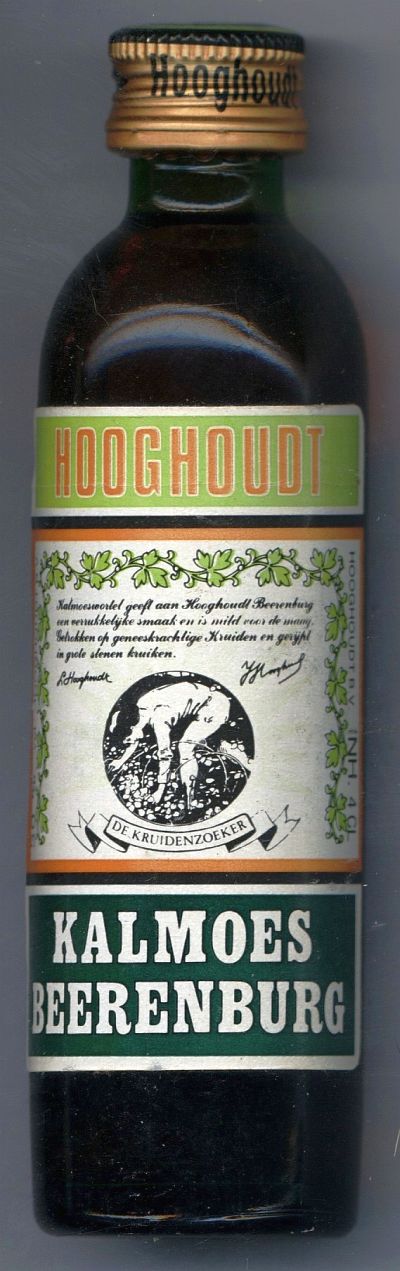 Hooghoudt
HOOGHOUDT
Kalmoeswortel geeft aan Hooghoudt Beerenburg
een verrukkelijke smaak en is mild voor de maag.
Getrokken op geneeskrachtige Kruiden en gerijpt
in grote stenen kruiken.
HOOGHOUDT B.V. INH. 4 Cl
DE KRUIDENZOEKER
KALMOES
BEERENBURG